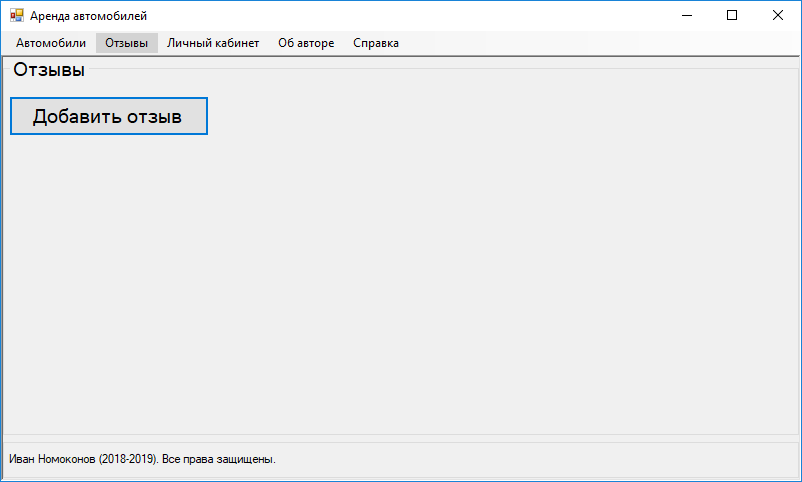 Аренда автомобилей
Автомобили Отзывы Личный кабинет Об авторе Справка
Отзывы
Добавить отзыв
Иван Номоконов (2018-2019). Все права защищены.